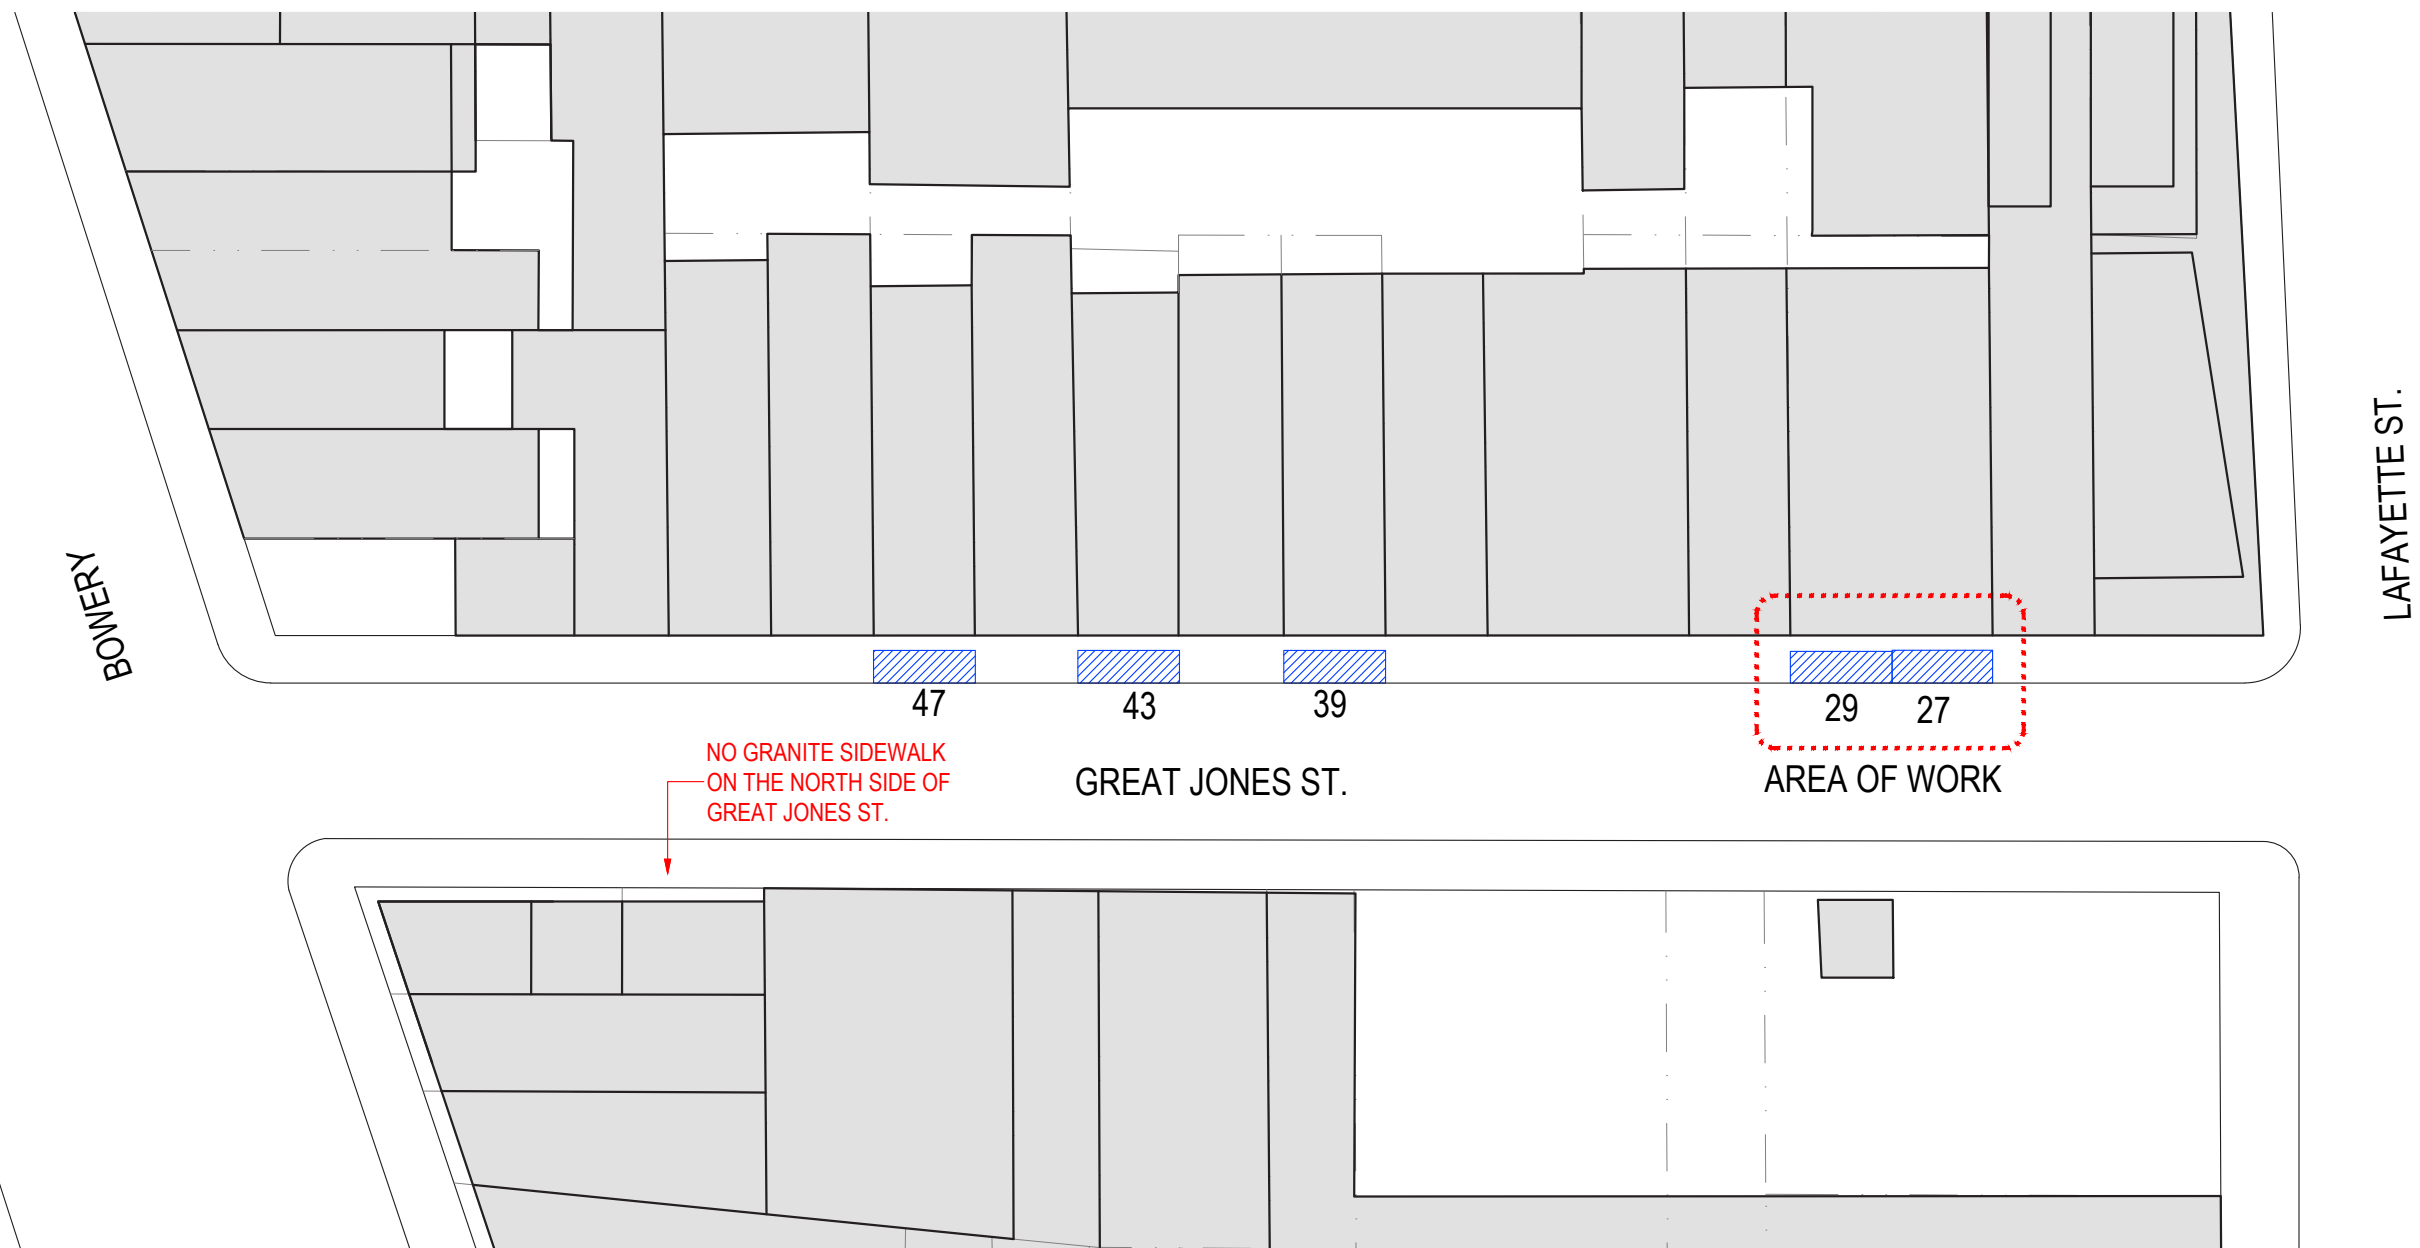 LAFAYETTE ST.
BOWERY
47
43
39
29
27
NO GRANITE SIDEWALK
ON THE NORTH SIDE OF
GREAT JONES ST.
GREAT JONES ST.
AREA OF WORK